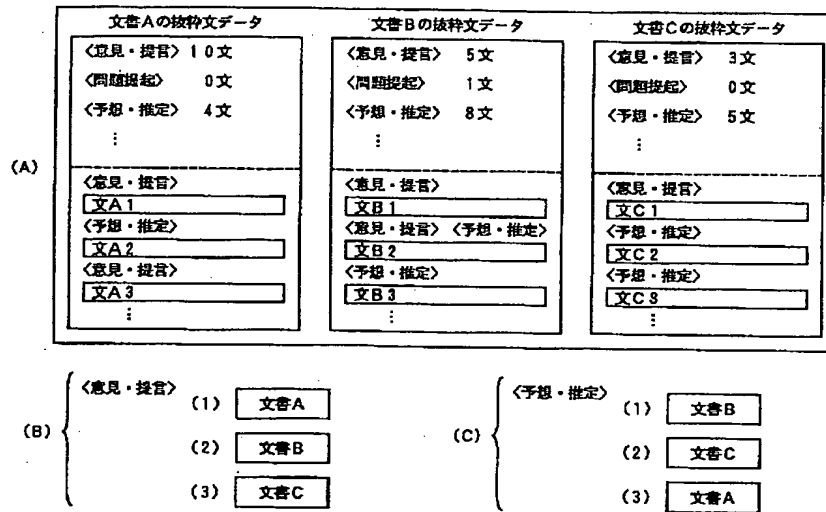 文書Aの抜粋文データ
〈意見・提言〉 10文
〈問題提起〉 0文
〈予想・推定〉 4文
⋮
〈意見・提言〉
文A1
〈予想・推定〉
文A2
〈意見・提言〉
文A3
⋮
文書Bの抜粋文データ
〈意見・提言〉 5文
〈問題提起〉 1文
〈予想・推定〉 8文
⋮
〈意見・提言〉
文B1
〈意見・提言〉 〈予想・推定〉
文B2
〈予想・推定〉
文B3
⋮
文書Cの抜粋文データ
〈意見・提言〉 3文
〈問題提起〉 0文
〈予想・推定〉 5文
⋮
〈意見・提言〉
文C1
〈予想・推定〉
文C2
〈予想・推定〉
文C3
⋮
(A)
(B)
〈意見・提言〉
(1) 文書A
(2) 文書B
(3) 文書C
(C)
〈予想・推定〉
(1) 文書B
(2) 文書C
(3) 文書A